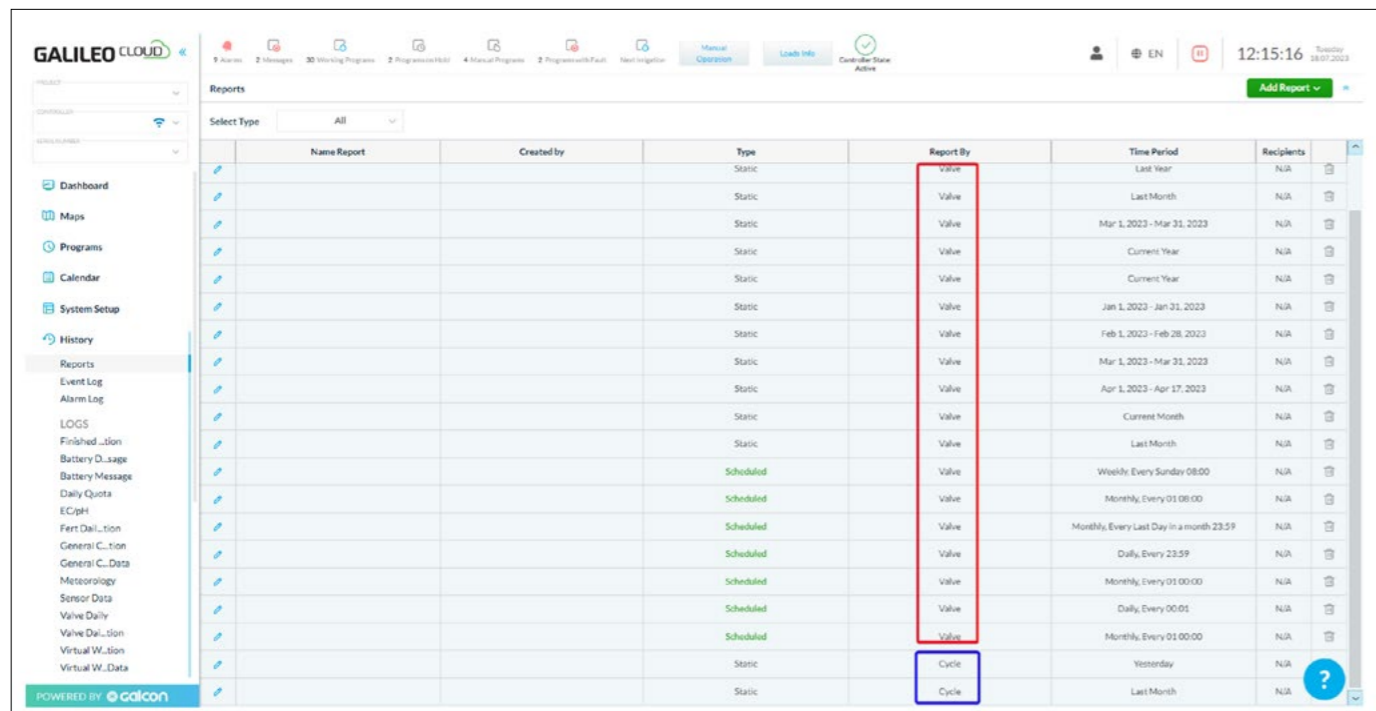 GALILEO CLOUD «
9 Alarms 2 Messages 30 Working Programs 2 Programs in Hold 4 Manual Programs 2 Programs with Fault Next Irrigation Manual Operation Loads Info Controller State: Active EN 12:15:16 Tuesday 18.07.2023
PROJECT
CONTROLLER
SERIAL NUMBER
Reports Add Report
Select Type All
Name Report Created by Type Report By Time Period Recipients
Static Valve Last Year N/A
Static Valve Last Month N/A
Static Valve Mar 1, 2023 - Mar 31, 2023 N/A
Static Valve Current Year N/A
Static Valve Current Year N/A
Static Valve Jan 1, 2023 - Jan 31, 2023 N/A
Static Valve Feb 1, 2023 - Feb 28, 2023 N/A
Static Valve Mar 1, 2023 - Mar 31, 2023 N/A
Static Valve Apr 1, 2023 - Apr 17, 2023 N/A
Static Valve Current Month N/A
Static Valve Last Month N/A
Scheduled Valve Weekly, Every Sunday 08:00 N/A
Scheduled Valve Monthly, Every 01 08:00 N/A
Scheduled Valve Monthly, Every Last Day in a month 23:59 N/A
Scheduled Valve Daily, Every 23:59 N/A
Scheduled Valve Monthly, Every 01 00:00 N/A
Scheduled Valve Daily, Every 00:01 N/A
Scheduled Valve Monthly, Every 01 00:00 N/A
Static Cycle Yesterday N/A
Static Cycle Last Month N/A
Dashboard
Maps
Programs
Calendar
System Setup
History
Reports
Event Log
Alarm Log
LOGS
Finished ...tion
Battery D...sage
Battery Message
Daily Quota
EC/pH
Fert Dail...tion
General C...tion
General C...Data
Meteorology
Sensor Data
Valve Daily
Valve Dai...tion
Virtual W...tion
Virtual W...Data
POWERED BY galcon
?